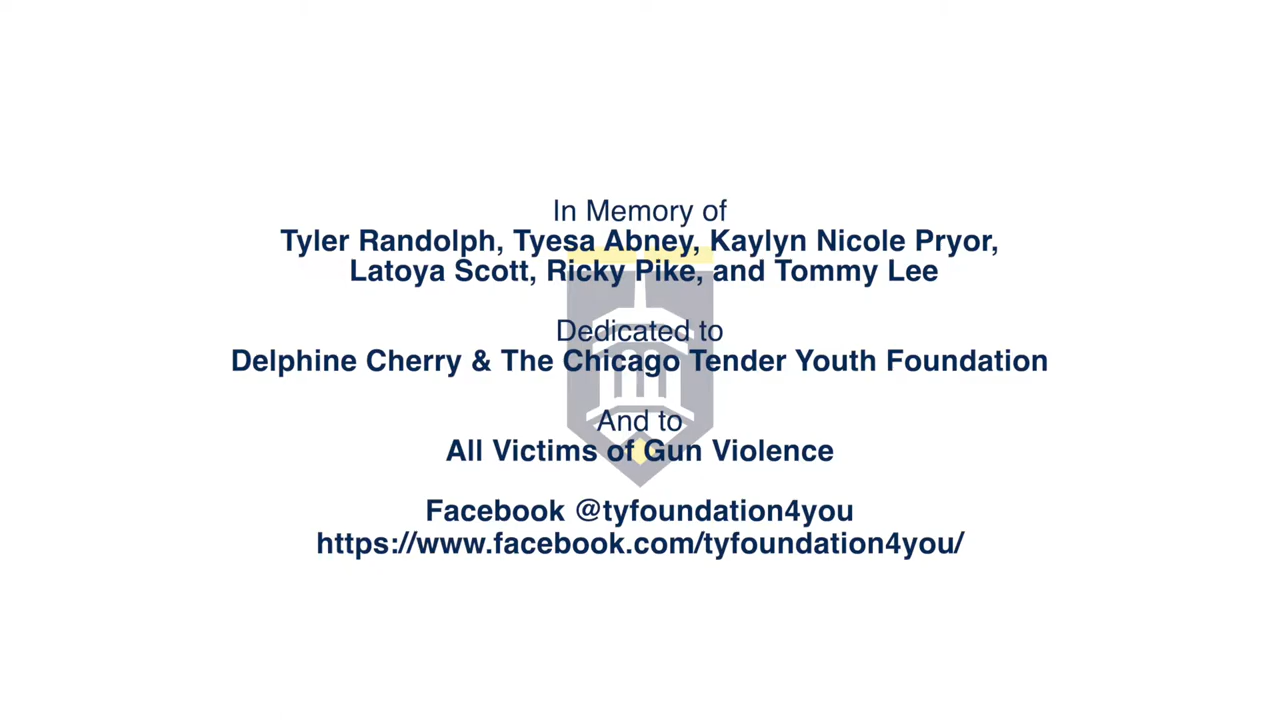 In Memory of
Tyler Randolph, Tyesa Abney, Kaylyn Nicole Pryor,
Latoya Scott, Ricky Pike, and Tommy Lee
Dedicated to
Delphine Cherry & The Chicago Tender Youth Foundation
And to
All Victims of Gun Violence
Facebook @tyfoundation4you
https://www.facebook.com/tyfoundation4you/